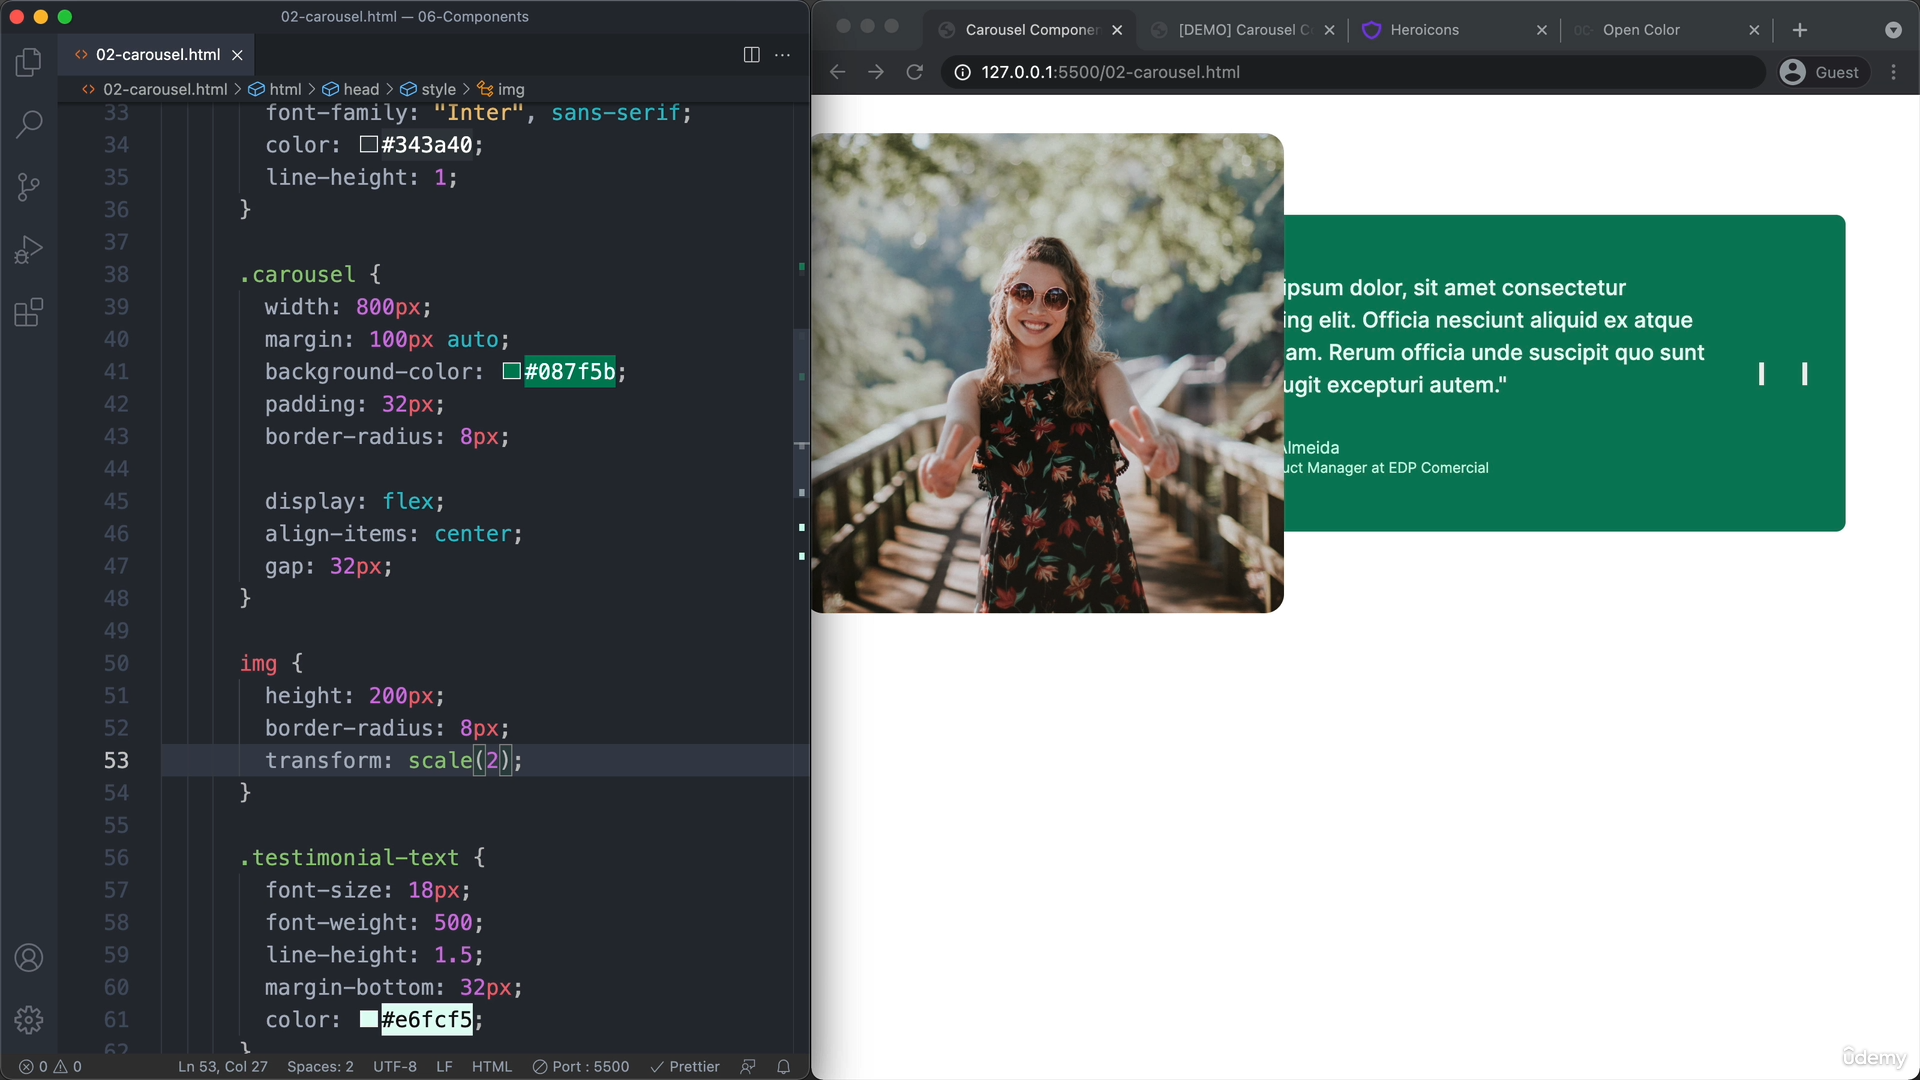 02-carousel.html — 06-Components
02-carousel.html
02-carousel.html > html > head > style > img
33 font-family: "Inter", sans-serif;
34 color: #343a40;
35 line-height: 1;
36 }
37
38 .carousel {
39 width: 800px;
40 margin: 100px auto;
41 background-color: #087f5b;
42 padding: 32px;
43 border-radius: 8px;
44
45 display: flex;
46 align-items: center;
47 gap: 32px;
48 }
49
50 img {
51 height: 200px;
52 border-radius: 8px;
53 transform: scale(2);
54 }
55
56 .testimonial-text {
57 font-size: 18px;
58 font-weight: 500;
59 line-height: 1.5;
60 margin-bottom: 32px;
61 color: #e6fcf5;
62 }
0 0 Ln 53, Col 27 Spaces: 2 UTF-8 LF HTML Port : 5500 Prettier
Carousel Componen [DEMO] Carousel C Heroicons Open Color
127.0.0.1:5500/02-carousel.html Guest
ipsum dolor, sit amet consectetur
ing elit. Officia nesciunt aliquid ex atque
am. Rerum officia unde suscipit quo sunt
ugit excepturi autem."
Almeida
uct Manager at EDP Comercial
ûdemy